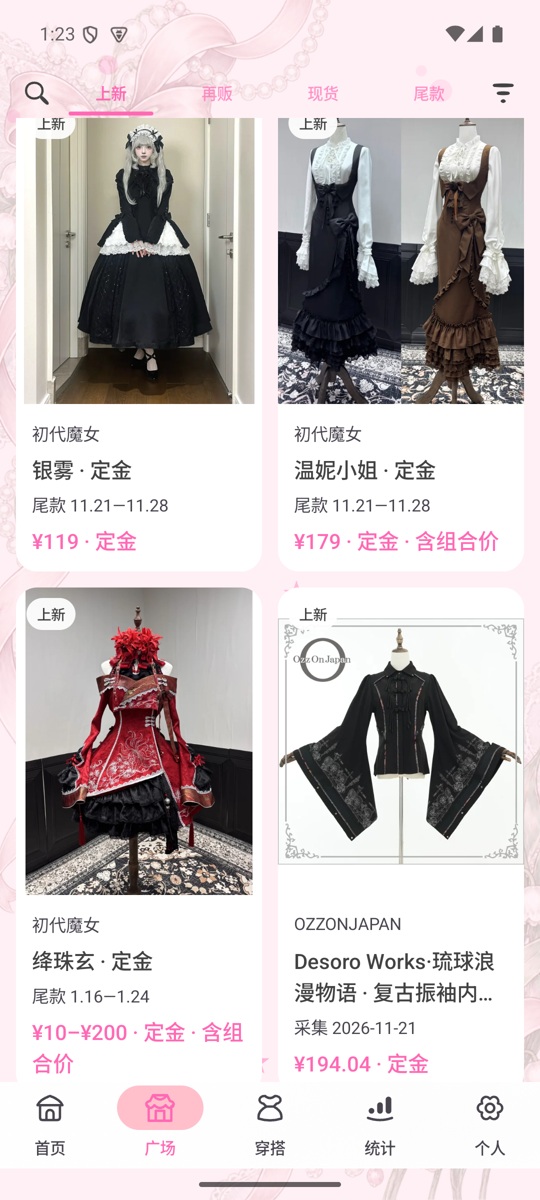 1:23
上新
再贩
现货
尾款
上新
上新
初代魔女
银雾 · 定金
尾款 11.21—11.28
¥119 · 定金
初代魔女
温妮小姐 · 定金
尾款 11.21—11.28
¥179 · 定金 · 含组合价
上新
初代魔女
绛珠玄 · 定金
尾款 1.16—1.24
¥10–¥200 · 定金 · 含组
合价
上新
OzzOnJapan
OZZONJAPAN
Desoro Works·琉球浪
漫物语 · 复古振袖内…
采集 2026-11-21
¥194.04 · 定金
首页
广场
穿搭
统计
个人